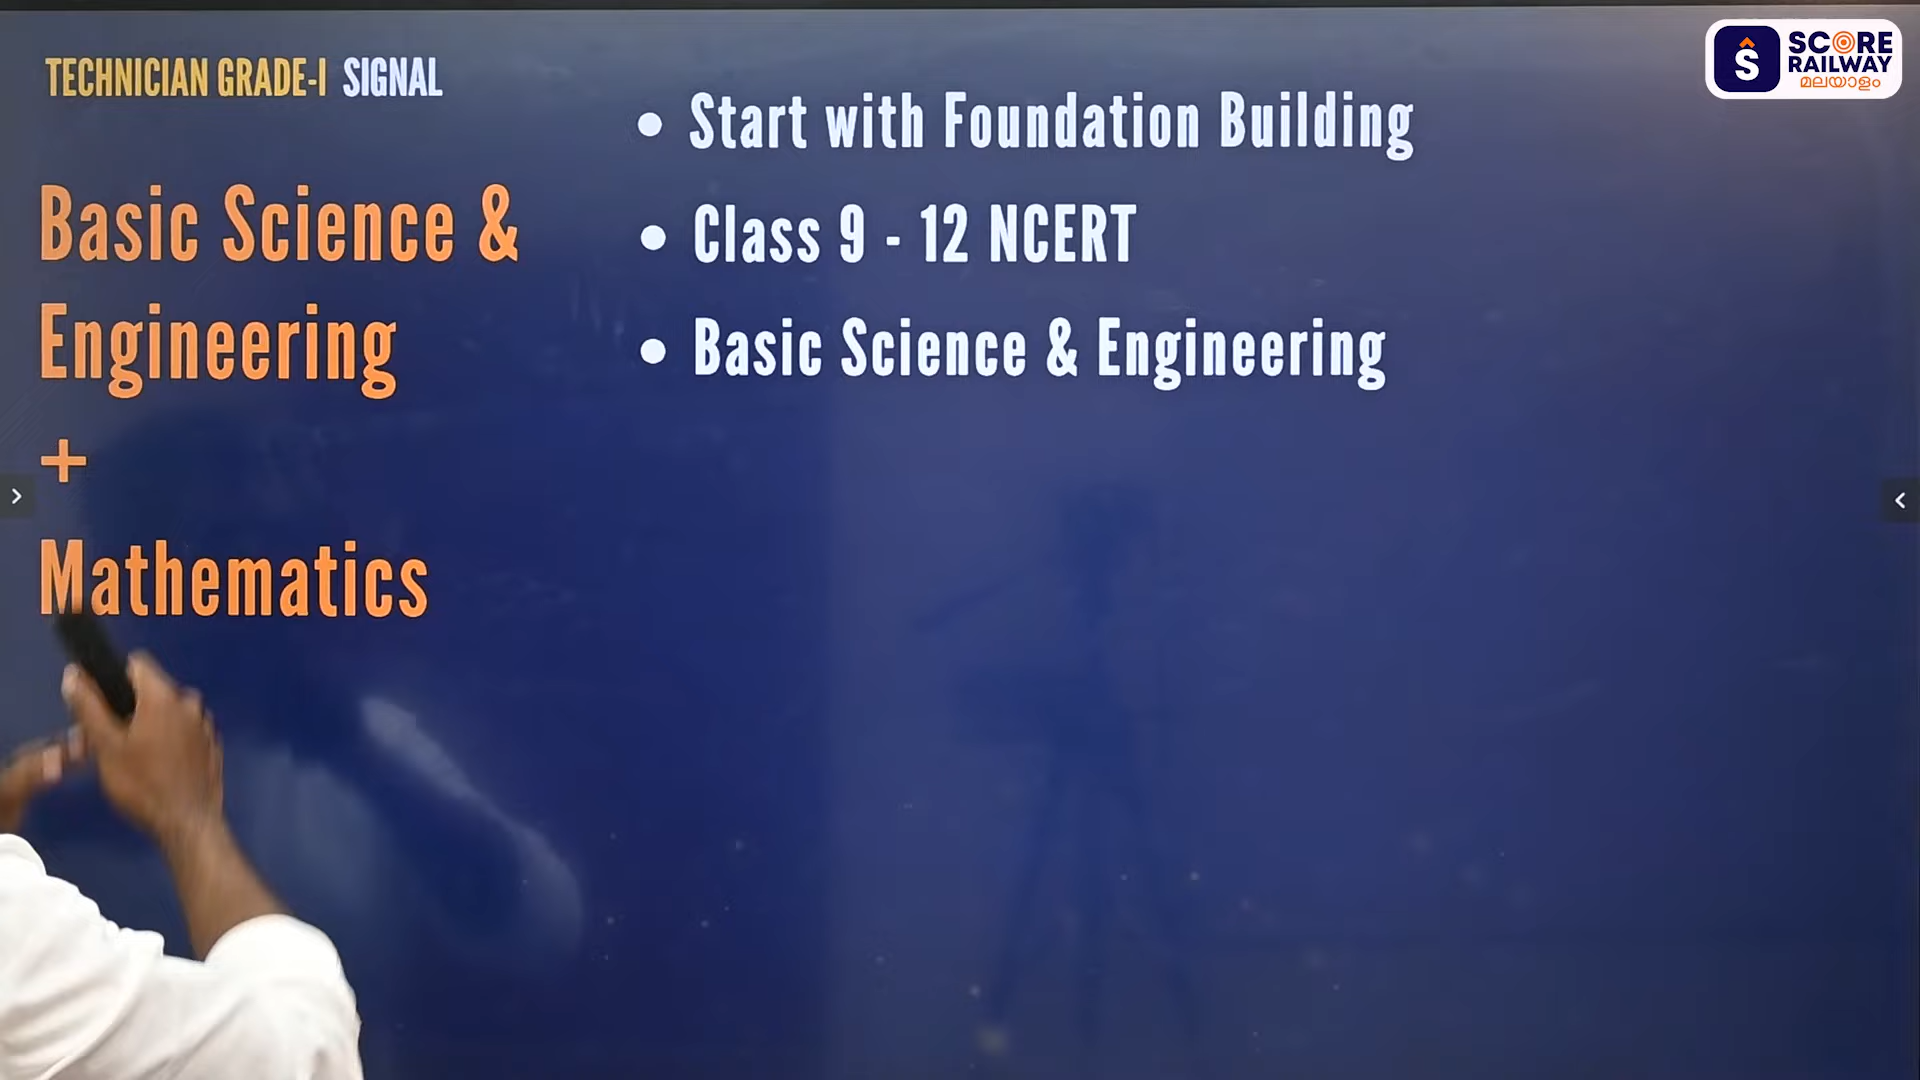 TECHNICIAN GRADE-I SIGNAL
Basic Science &
Engineering
+
Mathematics
• Start with Foundation Building
• Class 9 - 12 NCERT
• Basic Science & Engineering
S
SCORE
RAILWAY
മലയാളം